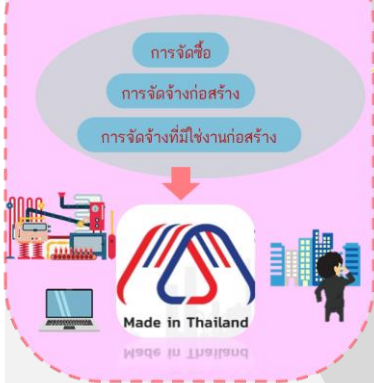 การจัดซื้อ
การจัดจ้างก่อสร้าง
การจัดจ้างที่มิใช่งานก่อสร้าง
Made in Thailand